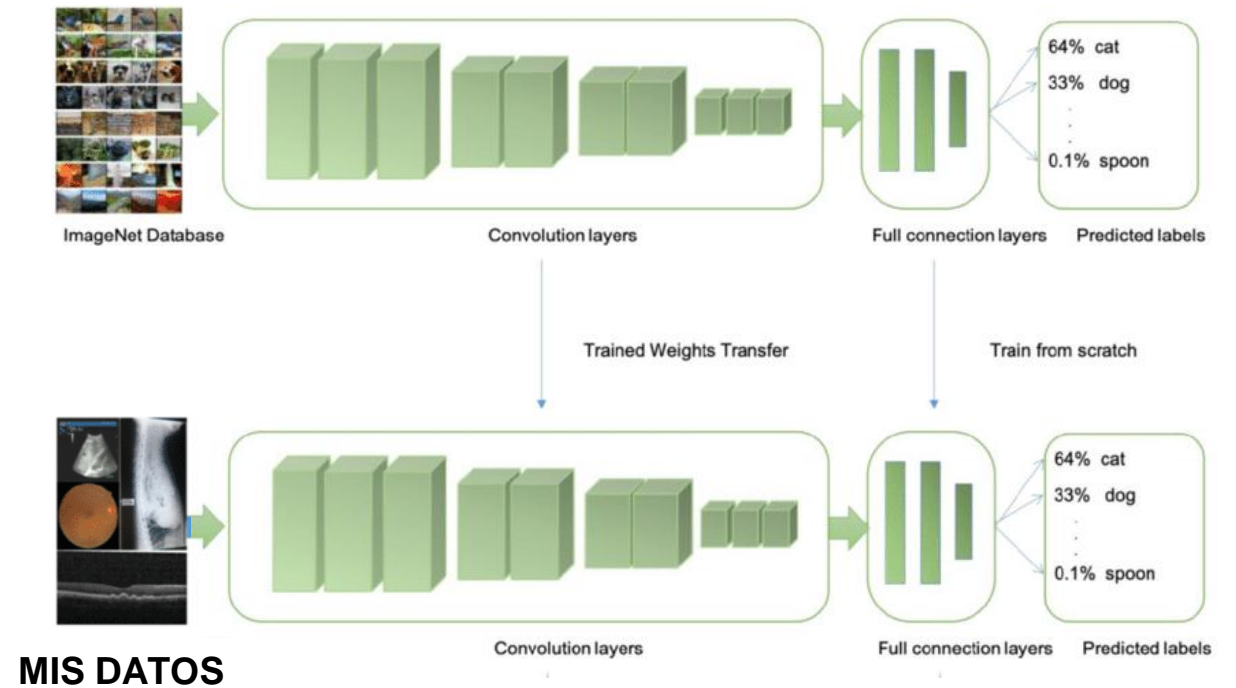 64% cat
33% dog
.
.
.
0.1% spoon
ImageNet Database
Convolution layers
Full connection layers
Predicted labels
Trained Weights Transfer
Train from scratch
64% cat
33% dog
.
.
.
0.1% spoon
Convolution layers
Full connection layers
Predicted labels
MIS DATOS